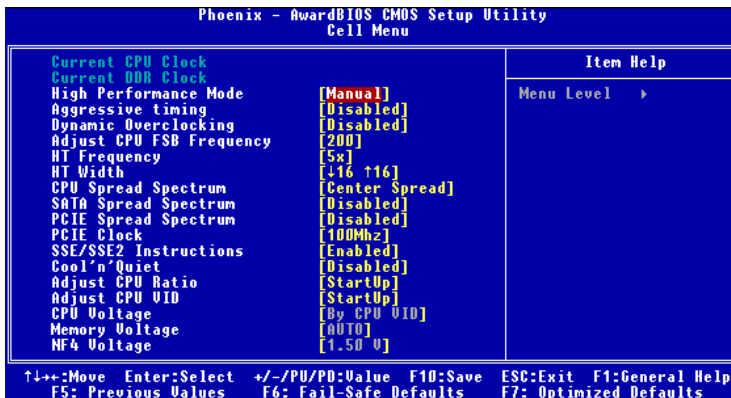 Phoenix - AwardBIOS CMOS Setup Utility
Cell Menu
Current CPU Clock
Current DDR Clock
High Performance Mode [Manual]
Aggressive timing [Disabled]
Dynamic Overclocking [Disabled]
Adjust CPU FSB Frequency [200]
HT Frequency [5x]
HT Width [↓16 ↑16]
CPU Spread Spectrum [Center Spread]
SATA Spread Spectrum [Disabled]
PCIE Spread Spectrum [Disabled]
PCIE Clock [100Mhz]
SSE/SSE2 Instructions [Enabled]
Cool'n'Quiet [Disabled]
Adjust CPU Ratio [StartUp]
Adjust CPU VID [StartUp]
CPU Voltage [By CPU VID]
Memory Voltage [AUTO]
NF4 Voltage [1.50 V]
Item Help
Menu Level ▸
↑↓→←:Move Enter:Select +/-/PU/PD:Value F10:Save ESC:Exit F1:General Help
F5: Previous Values F6: Fail-Safe Defaults F7: Optimized Defaults